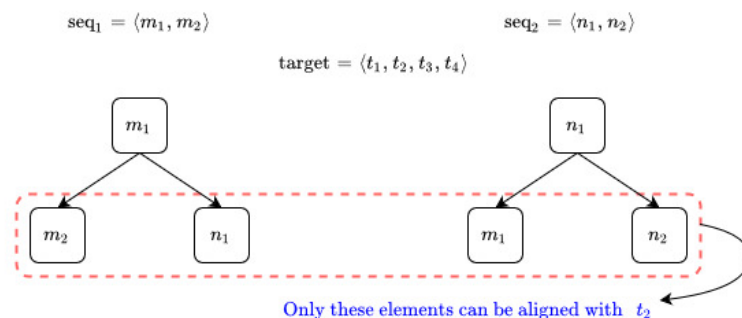 seq₁ = ⟨m₁, m₂⟩ seq₂ = ⟨n₁, n₂⟩
target = ⟨t₁, t₂, t₃, t₄⟩
m₁ n₁
m₂ n₁ m₁ n₂
Only these elements can be aligned with t₂